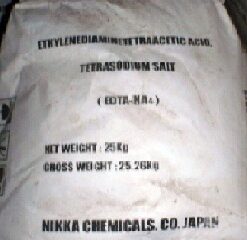 ETHYLENEDIAMINETETRAACETIC ACID.
TETRASODIUM SALT
( EDTA-NA4 )
NET WEIGHT : 25Kg
GROSS WEIGHT : 25.26Kg
NIKKA CHEMICALS. CO. JAPAN